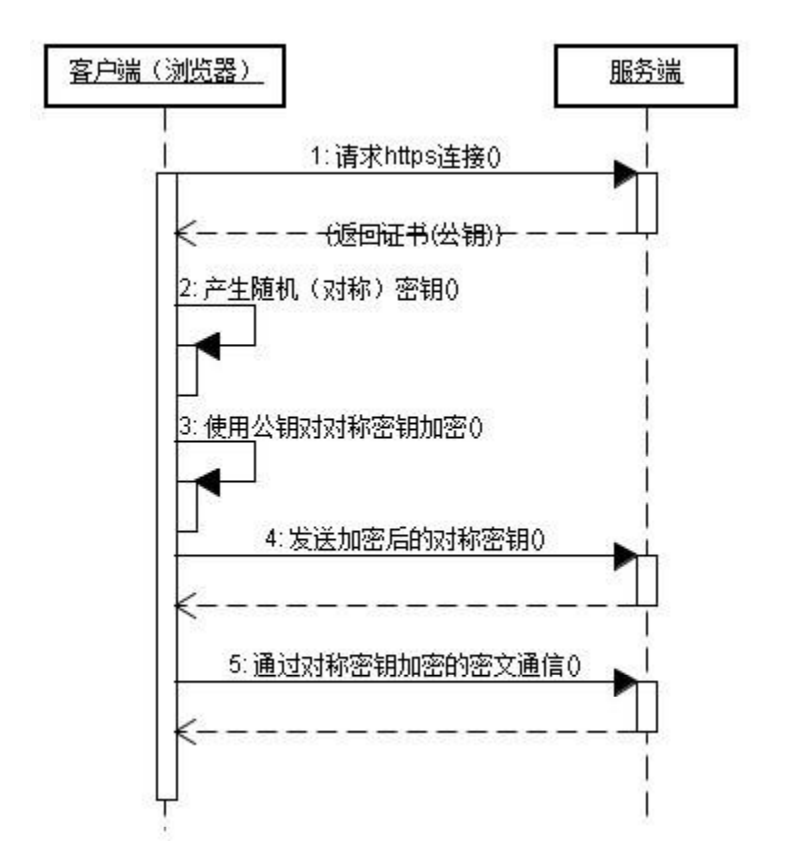 客户端（浏览器）
服务端
1: 请求https连接()
(返回证书(公钥))
2: 产生随机（对称）密钥()
3: 使用公钥对对称密钥加密()
4: 发送加密后的对称密钥()
5: 通过对称密钥加密的密文通信()